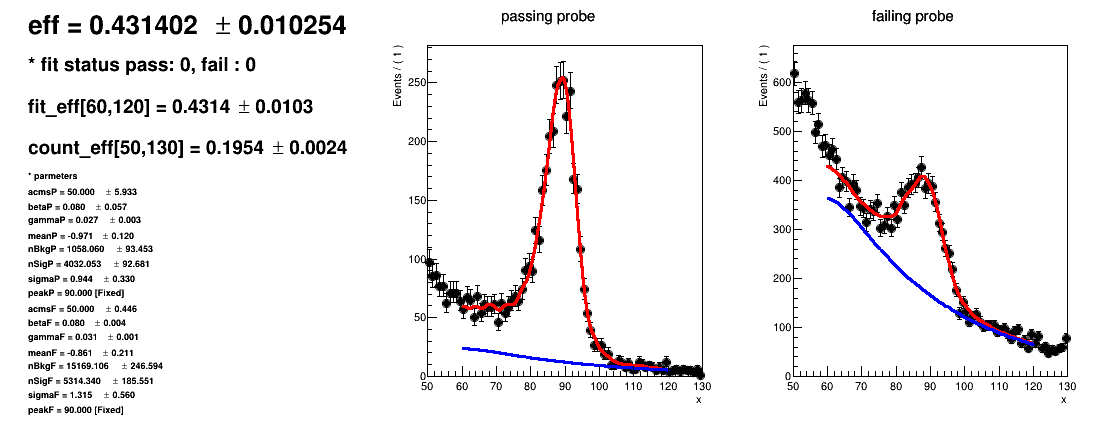 eff = 0.431402 ± 0.010254
* fit status pass: 0, fail : 0
fit_eff[60,120] = 0.4314 ± 0.0103
count_eff[50,130] = 0.1954 ± 0.0024
* parmeters
acmsP = 50.000 ± 5.933
betaP = 0.080 ± 0.057
gammaP = 0.027 ± 0.003
meanP = -0.971 ± 0.120
nBkgP = 1058.060 ± 93.453
nSigP = 4032.053 ± 92.681
sigmaP = 0.944 ± 0.330
peakP = 90.000 [Fixed]
acmsF = 50.000 ± 0.446
betaF = 0.080 ± 0.004
gammaF = 0.031 ± 0.001
meanF = -0.861 ± 0.211
nBkgF = 15169.106 ± 246.594
nSigF = 5314.340 ± 185.551
sigmaF = 1.315 ± 0.560
peakF = 90.000 [Fixed]
passing probe
Events / ( 1 )
250
200
150
100
50
0
50 60 70 80 90 100 110 120 130
x
failing probe
Events / ( 1 )
600
500
400
300
200
100
0
50 60 70 80 90 100 110 120 130
x